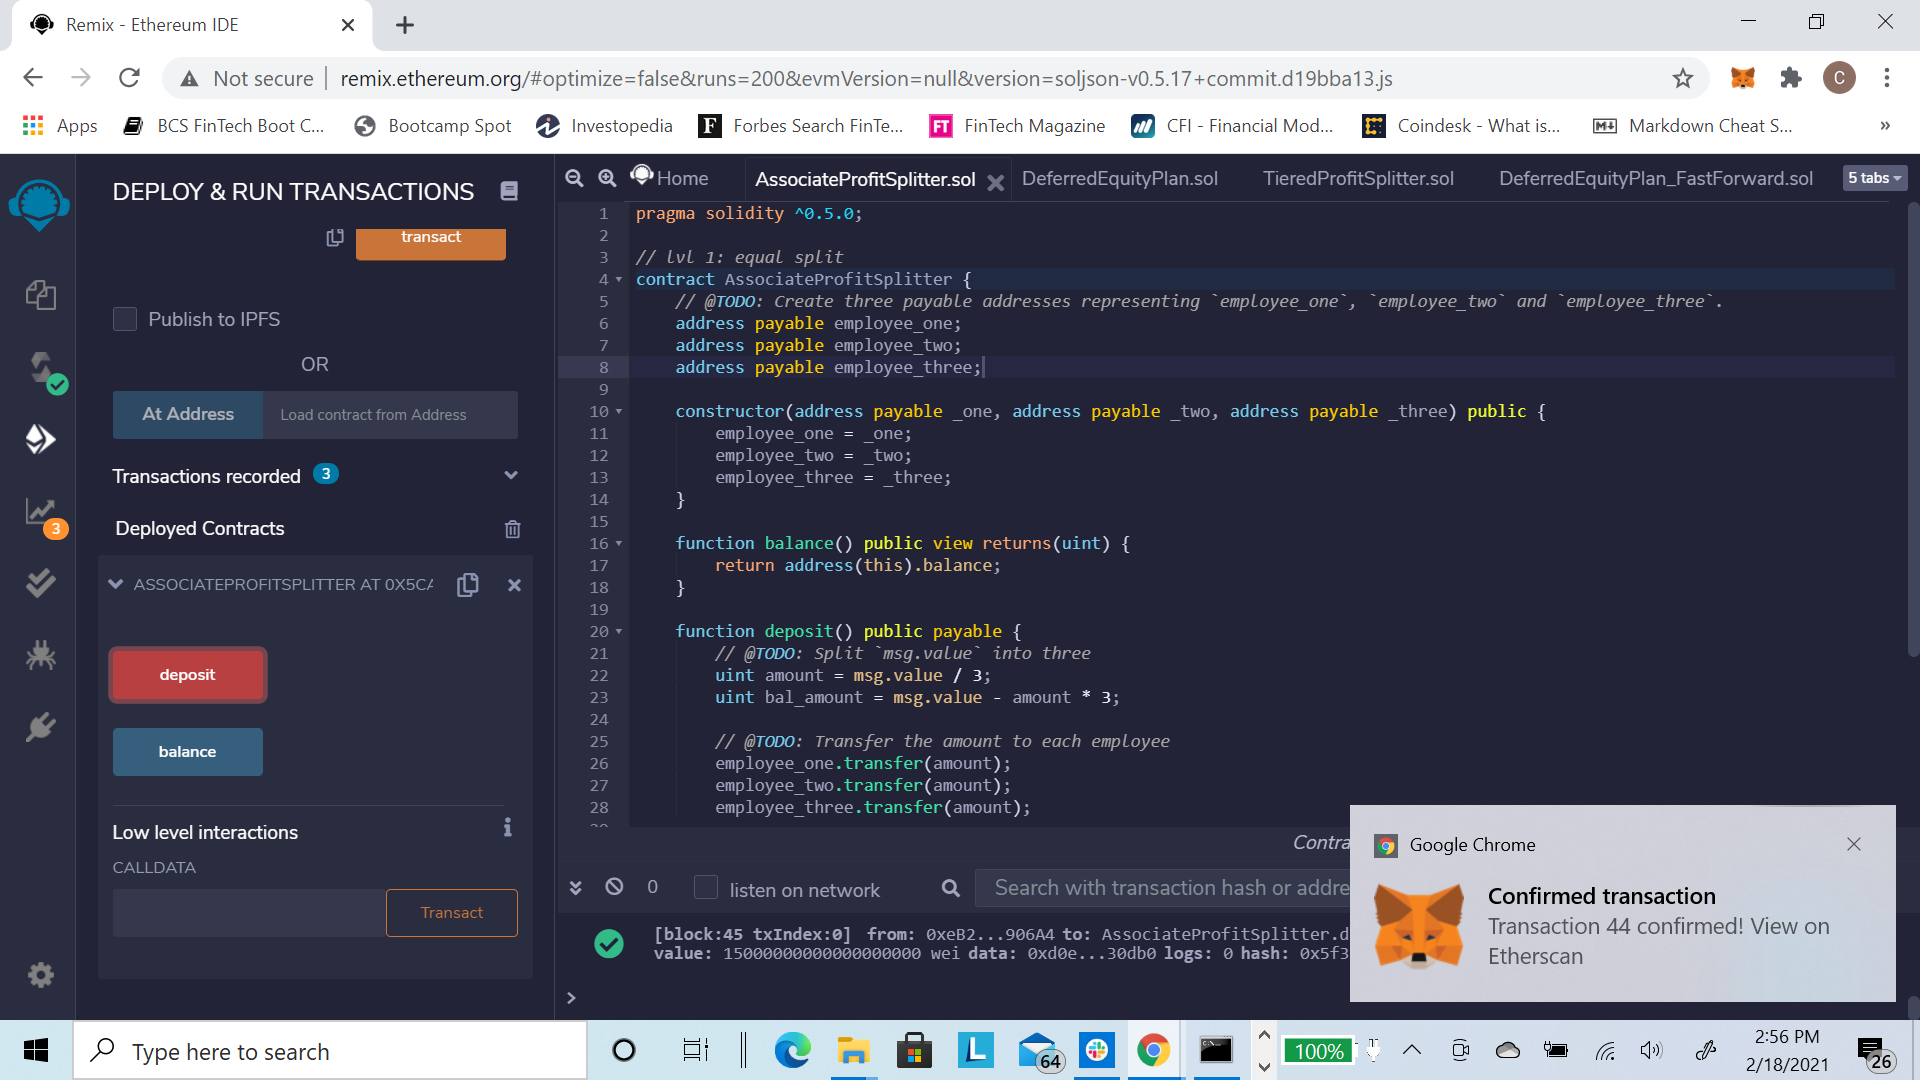 Remix - Ethereum IDE
Not secure
remix.ethereum.org/#optimize=false&runs=200&evmVersion=null&version=soljson-v0.5.17+commit.d19bba13.js
C
Apps
BCS FinTech Boot C...
Bootcamp Spot
Investopedia
F
Forbes Search FinTe...
FT
FinTech Magazine
CFI - Financial Mod...
Coindesk - What is...
Markdown Cheat S...
»
DEPLOY & RUN TRANSACTIONS
transact
Publish to IPFS
OR
At Address
Load contract from Address
Transactions recorded 3
Deployed Contracts
3
ASSOCIATEPROFITSPLITTER AT 0X5CA
deposit
balance
Low level interactions
CALLDATA
Transact
Home
AssociateProfitSplitter.sol
DeferredEquityPlan.sol
TieredProfitSplitter.sol
DeferredEquityPlan_FastForward.sol
5 tabs
1 pragma solidity ^0.5.0;
2
3 // lvl 1: equal split
4 contract AssociateProfitSplitter {
5 // @TODO: Create three payable addresses representing `employee_one`, `employee_two` and `employee_three`.
6 address payable employee_one;
7 address payable employee_two;
8 address payable employee_three;
9
10 constructor(address payable _one, address payable _two, address payable _three) public {
11 employee_one = _one;
12 employee_two = _two;
13 employee_three = _three;
14 }
15
16 function balance() public view returns(uint) {
17 return address(this).balance;
18 }
19
20 function deposit() public payable {
21 // @TODO: Split `msg.value` into three
22 uint amount = msg.value / 3;
23 uint bal_amount = msg.value - amount * 3;
24
25 // @TODO: Transfer the amount to each employee
26 employee_one.transfer(amount);
27 employee_two.transfer(amount);
28 employee_three.transfer(amount);
Contra
0
listen on network
Search with transaction hash or addre
[block:45 txIndex:0] from: 0xeB2...906A4 to: AssociateProfitSplitter.d
value: 15000000000000000000 wei data: 0xd0e...30db0 logs: 0 hash: 0x5f3
>
Google Chrome
Confirmed transaction
Transaction 44 confirmed! View on
Etherscan
Type here to search
L
64
100%
2:56 PM
2/18/2021
26